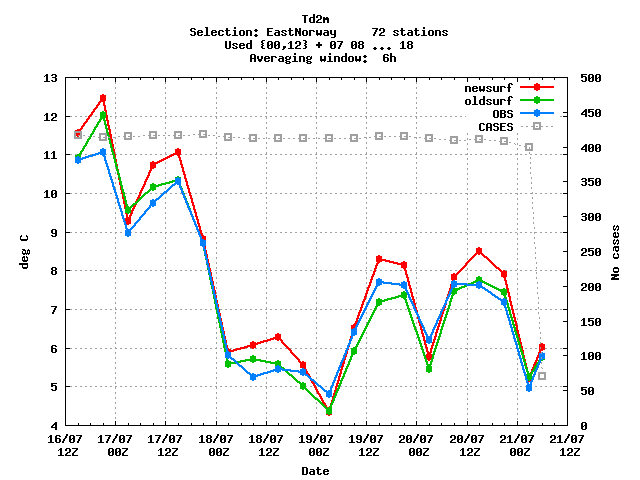 Td2m
Selection: EastNorway     72 stations
Used {00,12} + 07 08 ... 18
Averaging window:  6h
newsurf
oldsurf
OBS
CASES
deg C
13
12
11
10
9
8
7
6
5
4
No cases
500
450
400
350
300
250
200
150
100
50
0
16/07 17/07 17/07 18/07 18/07 19/07 19/07 20/07 20/07 21/07 21/07
12Z 00Z 12Z 00Z 12Z 00Z 12Z 00Z 12Z 00Z 12Z
Date